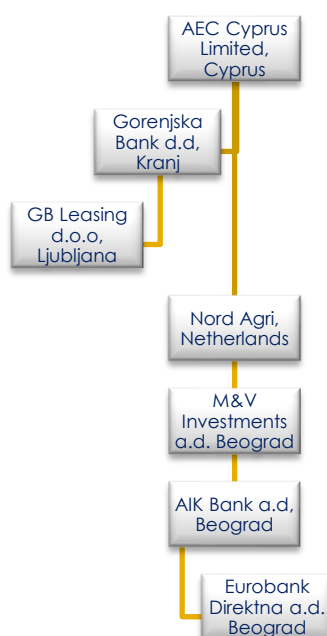 AEC Cyprus
Limited,
Cyprus
Gorenjska
Bank d.d,
Kranj
GB Leasing
d.o.o,
Ljubljana
Nord Agri,
Netherlands
M&V
Investments
a.d. Beograd
AIK Bank a.d,
Beograd
Eurobank
Direktna a.d.
Beograd